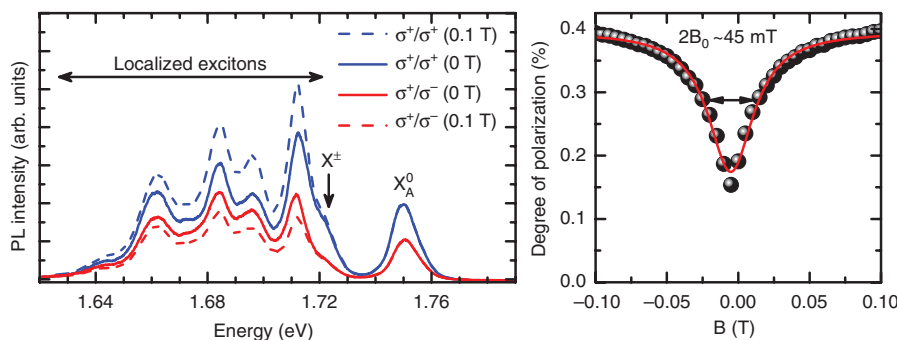 σ⁺/σ⁺ (0.1 T)
σ⁺/σ⁺ (0 T)
σ⁺/σ⁻ (0 T)
σ⁺/σ⁻ (0.1 T)
Localized excitons
X±
X⁰A
PL intensity (arb. units)
1.64 1.68 1.72 1.76
Energy (eV)
2B₀ ~45 mT
Degree of polarization (%)
0.4
0.3
0.2
0.1
0.0
−0.10 −0.05 0.00 0.05 0.10
B (T)